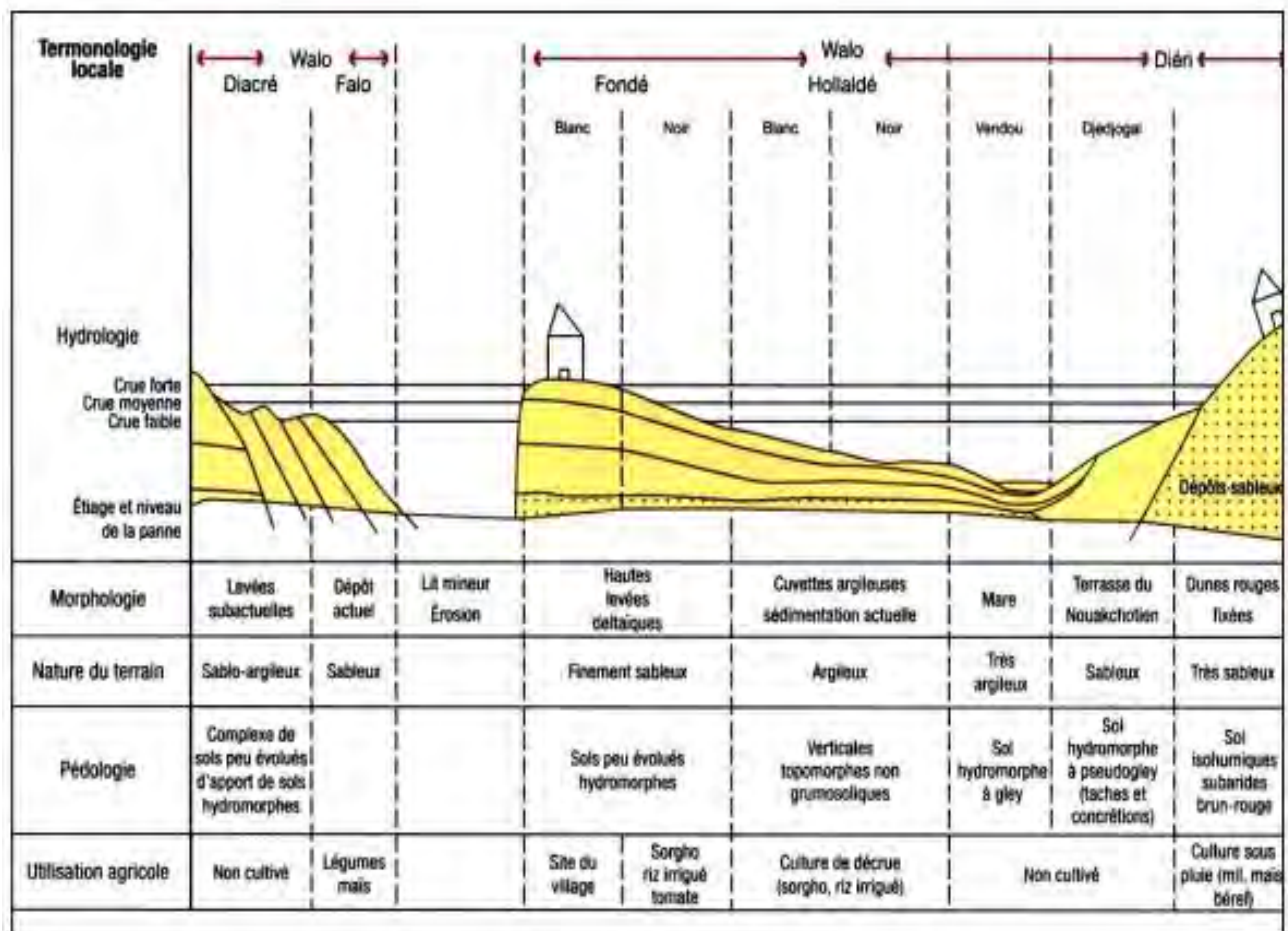 Termonologie
locale
Walo
Diacré
Falo
Walo
Fondé
Hollaldé
Diéri
Blanc
Noir
Blanc
Noir
Vendou
Djedjogal
Hydrologie
Crue forte
Crue moyenne
Crue faible
Étiage et niveau
de la panne
Dépôts-sableux
Morphologie
Levées
subactuelles
Dépôt
actuel
Lit mineur
Érosion
Hautes
levées
deltaïques
Cuvettes argileuses
sédimentation actuelle
Mare
Terrasse du
Nouakchotien
Dunes rouges
fixées
Nature du terrain
Sablo-argileux
Sableux
Finement sableux
Argileux
Très
argileux
Sableux
Très sableux
Pédologie
Complexe de
sols peu évolués
d'apport de sols
hydromorphes
Sols peu évolués
hydromorphes
Verticales
topomorphes non
grumosoliques
Sol
hydromorphe
à gley
Sol
hydromorphe
à pseudogley
(taches et
concrétions)
Sol
isohumiques
subarides
brun-rouge
Utilisation agricole
Non cultivé
Légumes
maïs
Site du
village
Sorgho
riz irrigué
tomate
Culture de décrue
(sorgho, riz irrigué)
Non cultivé
Culture sous
pluie (mil, maïs
béref)